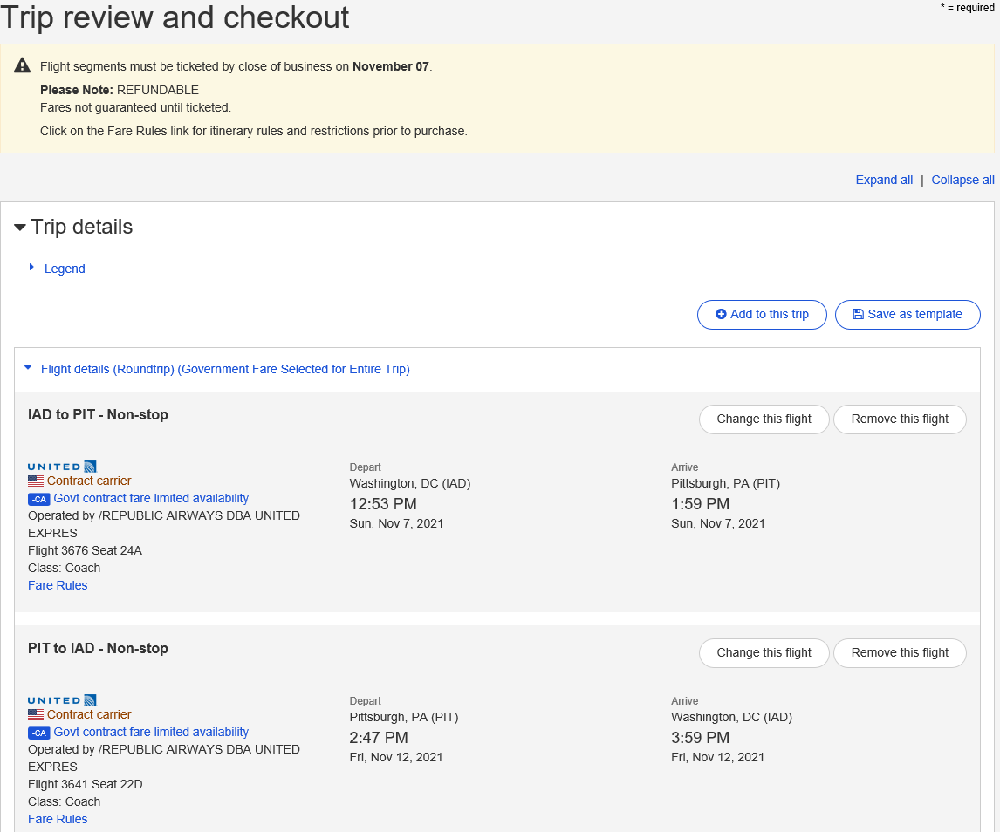 Trip review and checkout
* = required
Flight segments must be ticketed by close of business on November 07.
Please Note: REFUNDABLE
Fares not guaranteed until ticketed.
Click on the Fare Rules link for itinerary rules and restrictions prior to purchase.
Expand all | Collapse all
Trip details
Legend
Add to this trip
Save as template
Flight details (Roundtrip) (Government Fare Selected for Entire Trip)
IAD to PIT - Non-stop
Change this flight
Remove this flight
UNITED
Contract carrier
-CA Govt contract fare limited availability
Operated by /REPUBLIC AIRWAYS DBA UNITED
EXPRES
Flight 3676 Seat 24A
Class: Coach
Fare Rules
Depart
Washington, DC (IAD)
12:53 PM
Sun, Nov 7, 2021
Arrive
Pittsburgh, PA (PIT)
1:59 PM
Sun, Nov 7, 2021
PIT to IAD - Non-stop
Change this flight
Remove this flight
UNITED
Contract carrier
-CA Govt contract fare limited availability
Operated by /REPUBLIC AIRWAYS DBA UNITED
EXPRES
Flight 3641 Seat 22D
Class: Coach
Fare Rules
Depart
Pittsburgh, PA (PIT)
2:47 PM
Fri, Nov 12, 2021
Arrive
Washington, DC (IAD)
3:59 PM
Fri, Nov 12, 2021